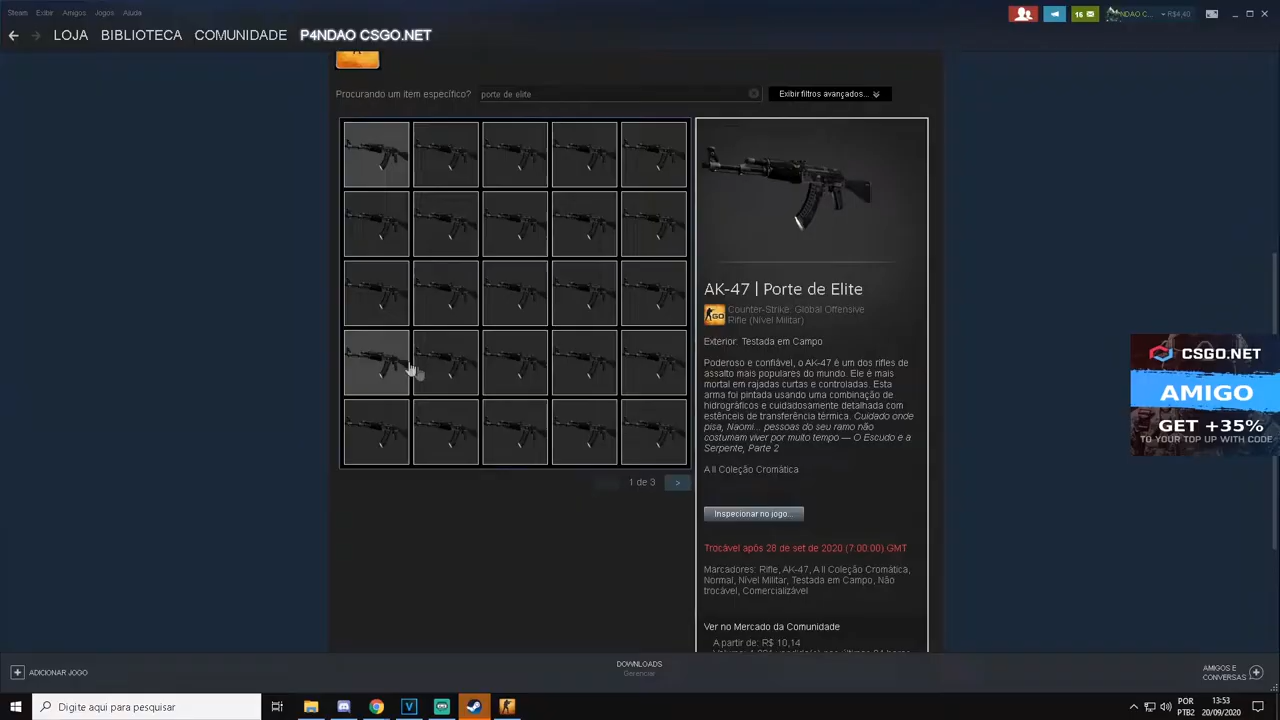 Steam Exibir Amigos Jogos Ajuda
16
P4NDAO C... R$4,40
LOJA BIBLIOTECA COMUNIDADE P4NDAO CSGO.NET
Procurando um item específico? porte de elite Exibir filtros avançados...
AK-47 | Porte de Elite
Counter-Strike: Global Offensive
Rifle (Nível Militar)
Exterior: Testada em Campo
Poderoso e confiável, o AK-47 é um dos rifles de
assalto mais populares do mundo. Ele é mais
mortal em rajadas curtas e controladas. Esta
arma foi pintada usando uma combinação de
hidrográficos e cuidadosamente detalhada com
estênceis de transferência térmica. Cuidado onde
pisa, Naomi... pessoas do seu ramo não
costumam viver por muito tempo — O Escudo e a
Serpente, Parte 2
A II Coleção Cromática
1 de 3 >
Inspecionar no jogo...
Trocável após 28 de set de 2020 (7:00:00) GMT
Marcadores: Rifle, AK-47, A II Coleção Cromática,
Normal, Nível Militar, Testada em Campo, Não
trocável, Comercializável
Ver no Mercado da Comunidade
A partir de: R$ 10,14
CSGO.NET
AMIGO
GET +35%
TO YOUR TOP UP WITH CODE
ADICIONAR JOGO
DOWNLOADS
Gerenciar
AMIGOS E
CONVERSAS
Digite aqui para pesquisar
POR
PTB2
13:53
20/09/2020